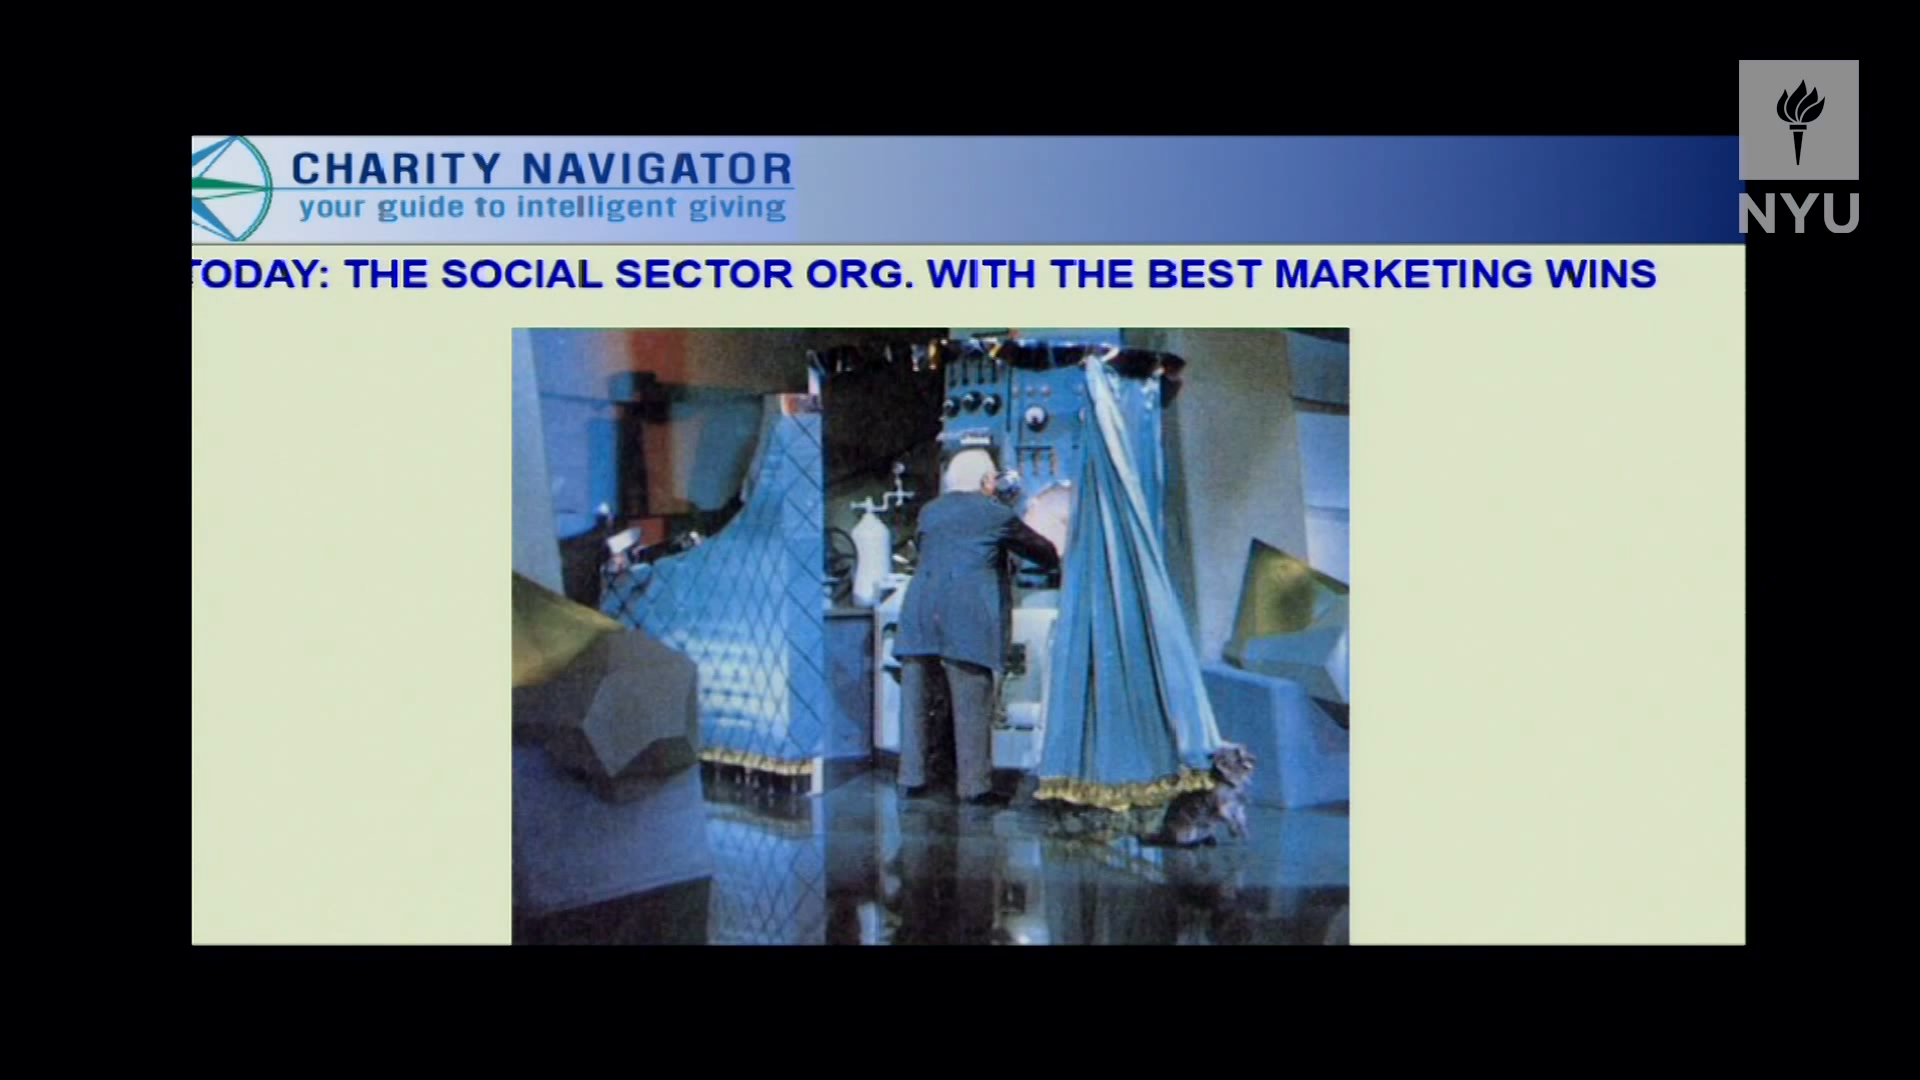 CHARITY NAVIGATOR
your guide to intelligent giving
NYU
TODAY: THE SOCIAL SECTOR ORG. WITH THE BEST MARKETING WINS